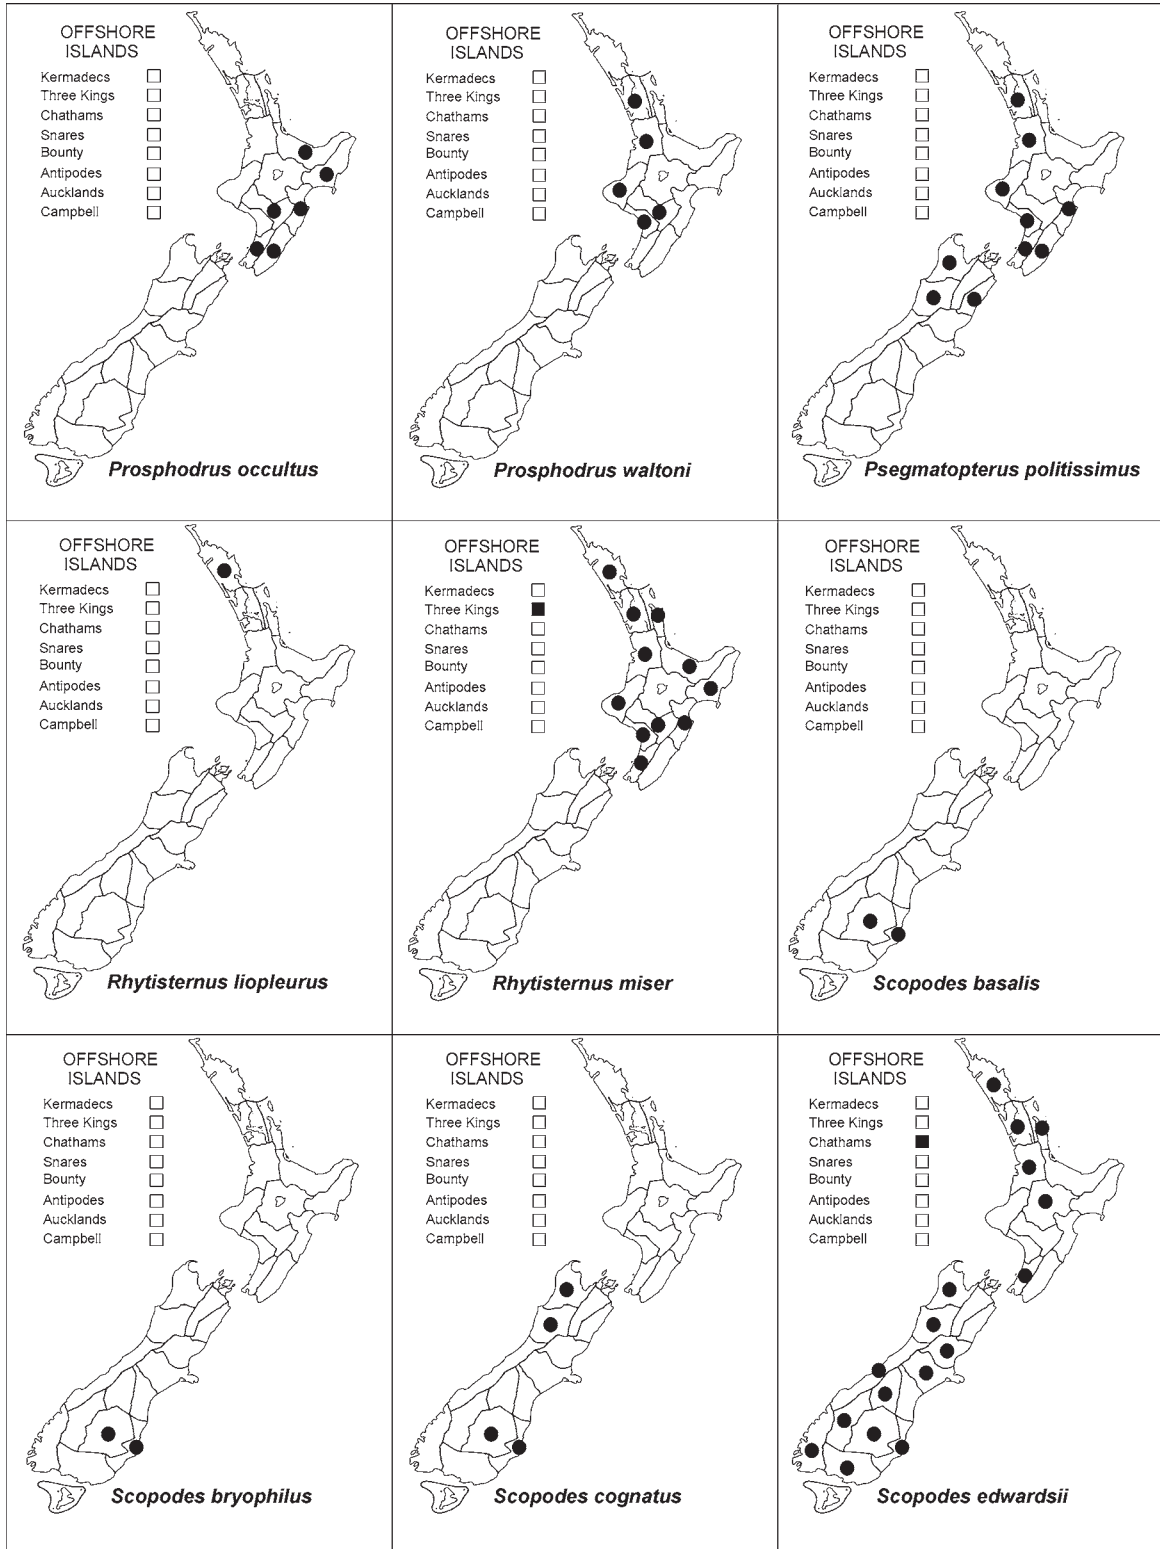 OFFSHORE
ISLANDS
Kermadecs
Three Kings
Chathams
Snares
Bounty
Antipodes
Aucklands
Campbell
Prosphodrus occultus
OFFSHORE
ISLANDS
Kermadecs
Three Kings
Chathams
Snares
Bounty
Antipodes
Aucklands
Campbell
Prosphodrus waltoni
OFFSHORE
ISLANDS
Kermadecs
Three Kings
Chathams
Snares
Bounty
Antipodes
Aucklands
Campbell
Psegmatopterus politissimus
OFFSHORE
ISLANDS
Kermadecs
Three Kings
Chathams
Snares
Bounty
Antipodes
Aucklands
Campbell
Rhytisternus liopleurus
OFFSHORE
ISLANDS
Kermadecs
Three Kings
Chathams
Snares
Bounty
Antipodes
Aucklands
Campbell
Rhytisternus miser
OFFSHORE
ISLANDS
Kermadecs
Three Kings
Chathams
Snares
Bounty
Antipodes
Aucklands
Campbell
Scopodes basalis
OFFSHORE
ISLANDS
Kermadecs
Three Kings
Chathams
Snares
Bounty
Antipodes
Aucklands
Campbell
Scopodes bryophilus
OFFSHORE
ISLANDS
Kermadecs
Three Kings
Chathams
Snares
Bounty
Antipodes
Aucklands
Campbell
Scopodes cognatus
OFFSHORE
ISLANDS
Kermadecs
Three Kings
Chathams
Snares
Bounty
Antipodes
Aucklands
Campbell
Scopodes edwardsii